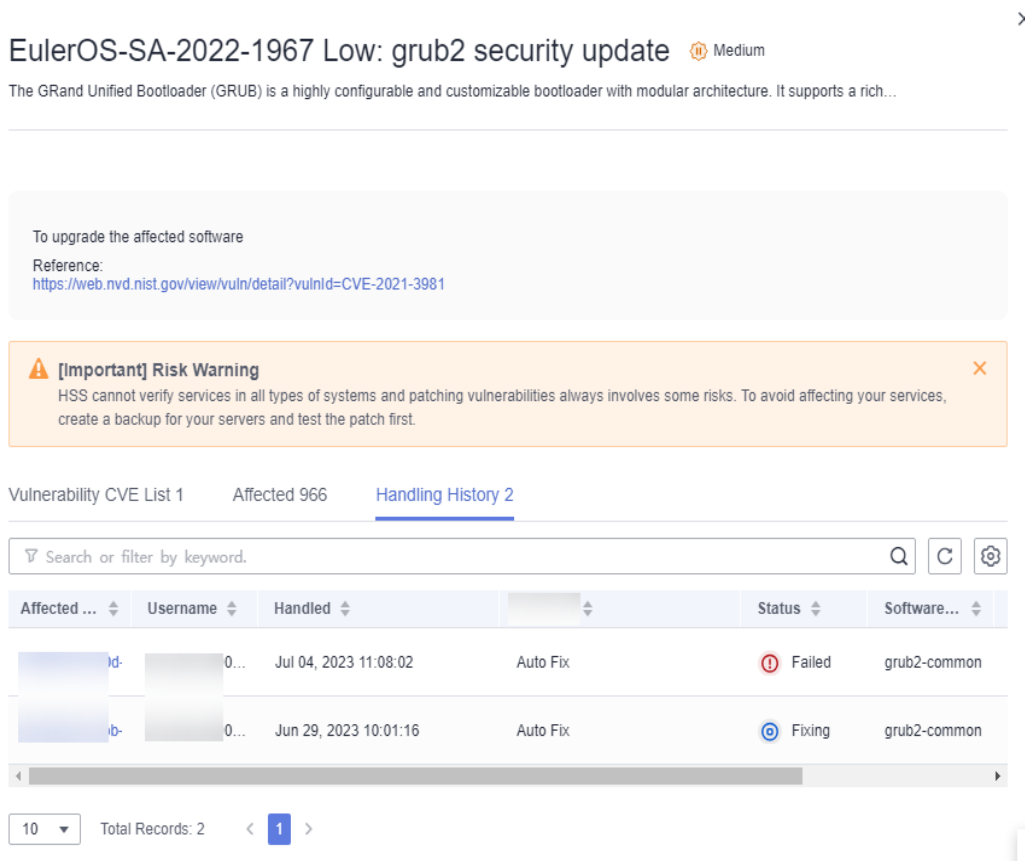 EulerOS-SA-2022-1967 Low: grub2 security update Medium
The GRand Unified Bootloader (GRUB) is a highly configurable and customizable bootloader with modular architecture. It supports a rich…
To upgrade the affected software
Reference:
https://web.nvd.nist.gov/view/vuln/detail?vulnId=CVE-2021-3981
[Important] Risk Warning
HSS cannot verify services in all types of systems and patching vulnerabilities always involves some risks. To avoid affecting your services,
create a backup for your servers and test the patch first.
Vulnerability CVE List 1 Affected 966 Handling History 2
Search or filter by keyword.
Affected ... Username Handled Status Software...
0... Jul 04, 2023 11:08:02 Auto Fix Failed grub2-common
0... Jun 29, 2023 10:01:16 Auto Fix Fixing grub2-common
10 Total Records: 2 < 1 >